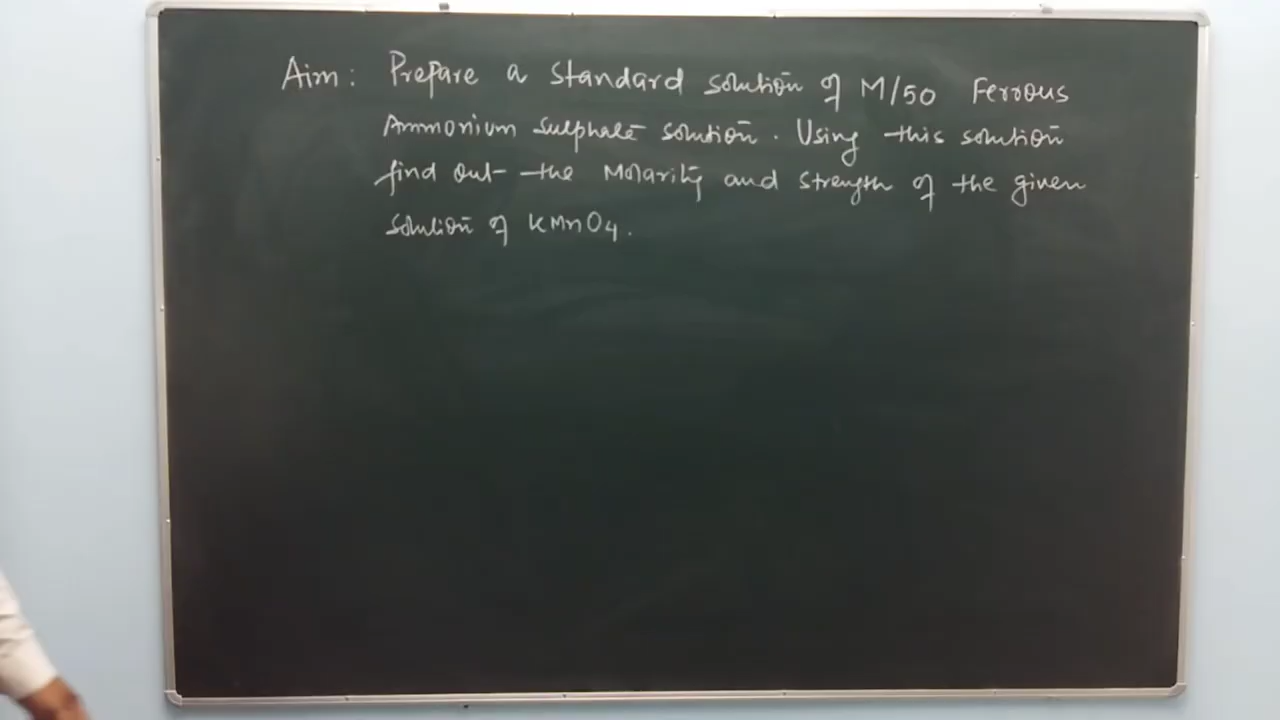 Aim: Prepare a standard solution of M/50 Ferrous
Ammonium sulphate solution. Using this solution
find out the Molarity and strength of the given
solution of KMnO4.